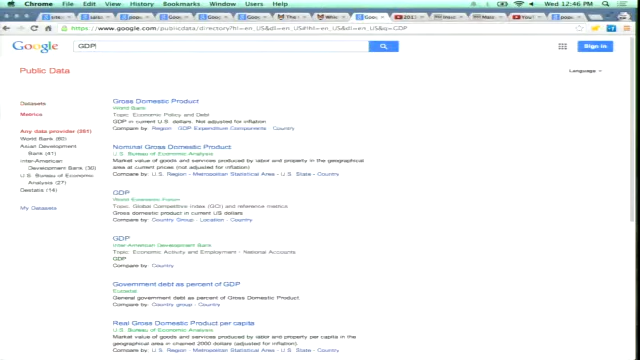 Chrome File Edit View History Bookmarks Window Users Help
Wed 12:46 PM
https://www.google.com/publicdata/directory?hl=en_US&dl=en_US#!hl=en_US&dl=en_US&q=GDP
Google
GDP
Sign in
Public Data
Language
Datasets
Metrics
Any data provider (281)
World Bank (60)
Asian Development
Bank (41)
Inter-American
Development Bank (30)
U.S. Bureau of Economic
Analysis (27)
Destatis (14)
My Datasets
Gross Domestic Product
World Bank
Topic: Economic Policy and Debt
GDP in current U.S. dollars. Not adjusted for inflation
Compare by: Region - GDP Expenditure Components - Country
Nominal Gross Domestic Product
U.S. Bureau of Economic Analysis
Market value of goods and services produced by labor and property in the geographical
area at current prices (not adjusted for inflation)
Compare by: U.S. Region - Metropolitan Statistical Area - U.S. State - Country
GDP
World Economic Forum
Topic: Global Competitive Index (GCI) and reference metrics
Gross domestic product in current US dollars
Compare by: Country Group - Location - Country
GDP
Inter-American Development Bank
Topic: Economic Activity and Employment - National Accounts
GDP
Compare by: Country
Government debt as percent of GDP
Eurostat
General government debt as percent of Gross Domestic Product
Compare by: Country group - Country
Real Gross Domestic Product per capita
U.S. Bureau of Economic Analysis
Market value of goods and services produced by labor and property per capita in the
geographical area in chained 2000 dollars (adjusted for inflation).
Compare by: U.S. Region - Metropolitan Statistical Area - U.S. State - Country